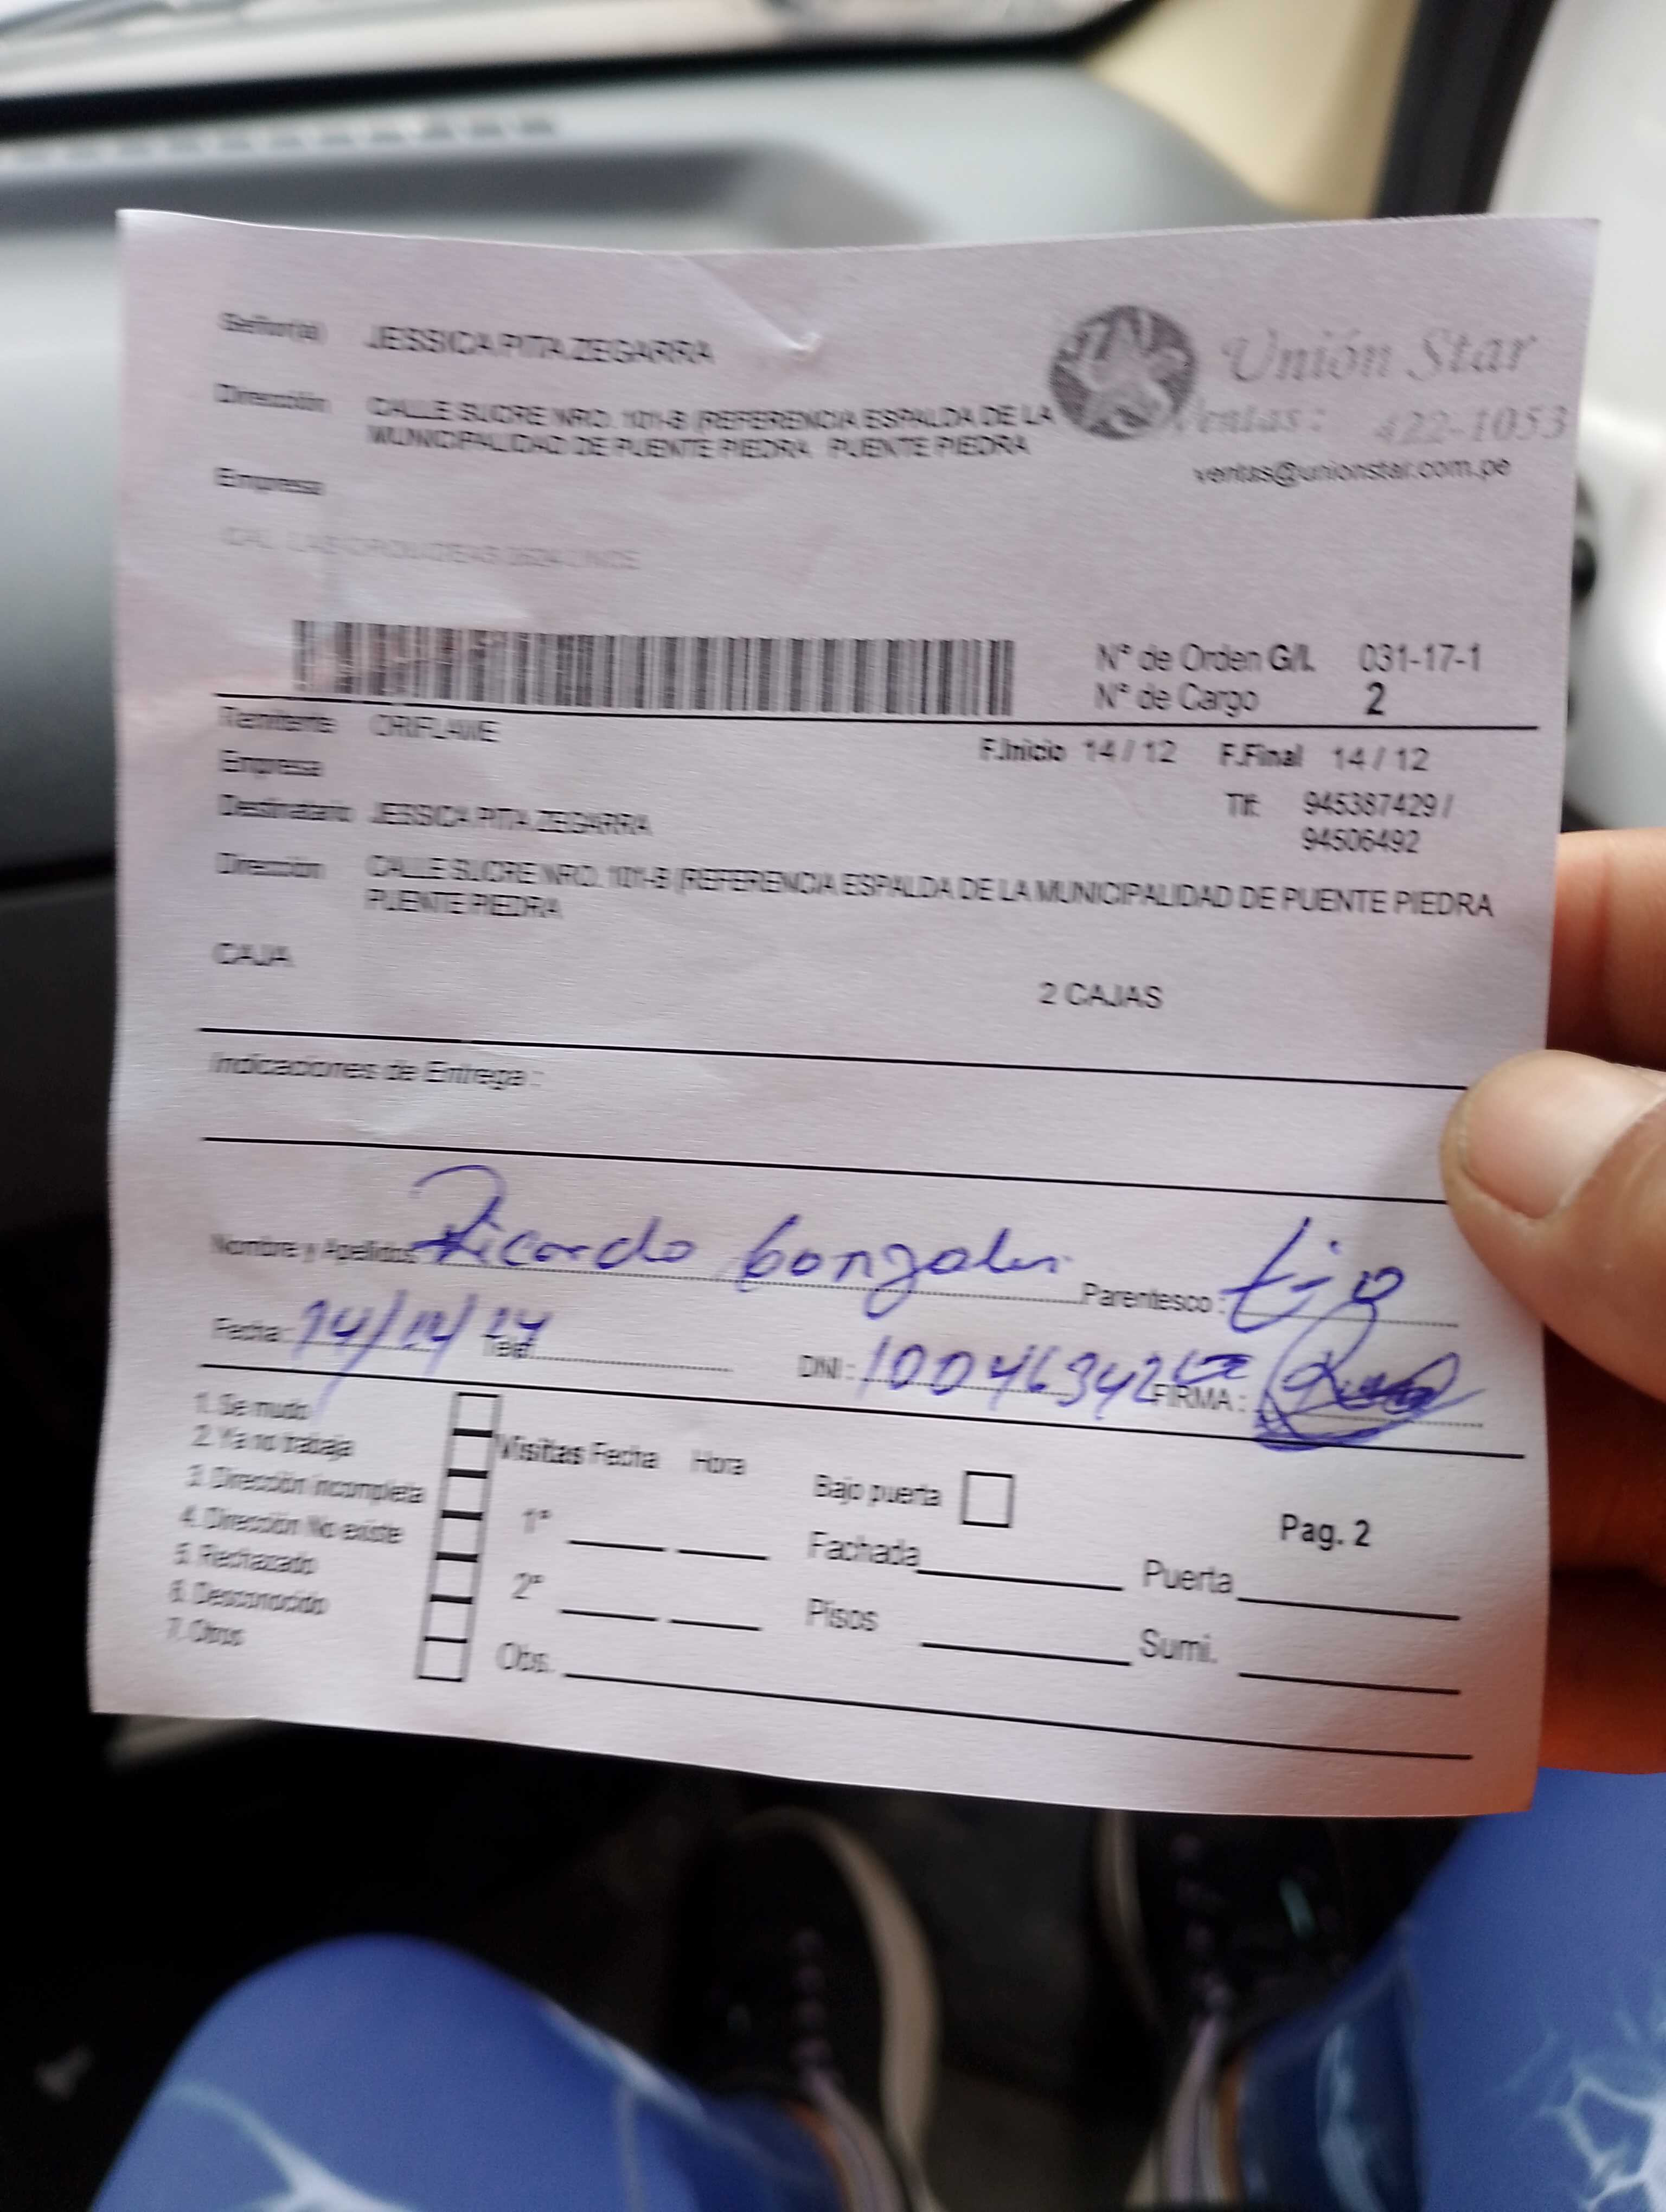 Señor(a) JESSICA PITA ZEGARRA
Unión Star
Dirección CALLE SUCRE NRO. 101-B (REFERENCIA ESPALDA DE LA
MUNICIPALIDAD DE PUENTE PIEDRA PUENTE PIEDRA
Ventas: 422-1053
ventas@unionstar.com.pe
Empresa
CAL. LAS ORQUIDEAS LINCE
N° de Orden G/L 031-17-1
N° de Cargo 2
Remitente ORIFLAME
F.Inicio 14 / 12 F.Final 14 / 12
Empresa
Tlf: 945387429 /
94506492
Destinatario JESSICA PITA ZEGARRA
Dirección CALLE SUCRE NRO. 101-B (REFERENCIA ESPALDA DE LA MUNICIPALIDAD DE PUENTE PIEDRA
PUENTE PIEDRA
CAJA
2 CAJAS
Indicaciones de Entrega :
Nombre y Apellidos: Ricardo Gonzales Parentesco : tio
Fecha : 14/12/ Telef. DNI : FIRMA :
1. Se mudo
2. Ya no trabaja
3. Dirección incompleta
4. Dirección No existe
5. Rechazado
6. Desconocido
7. Otros
Visitas Fecha Hora
1°
2°
Obs.
Bajo puerta
Fachada Puerta
Pisos Sumi.
Pag. 2